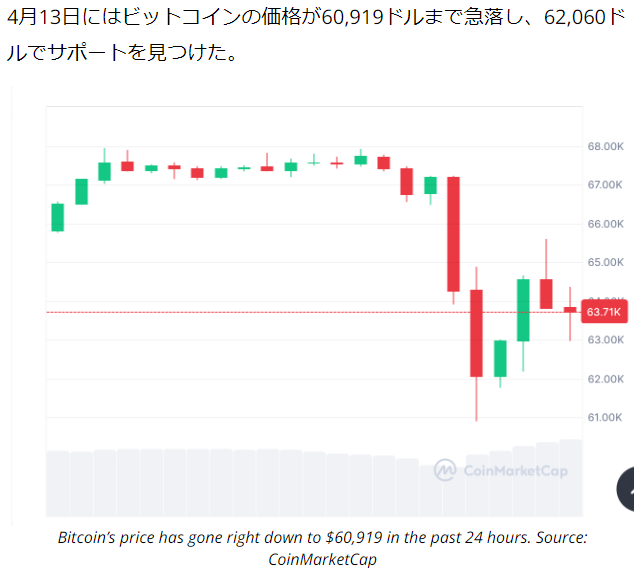 4月13日にはビットコインの価格が60,919ドルまで急落し、62,060ド
ルでサポートを見つけた。
68.00K
67.00K
66.00K
65.00K
63.71K
63.00K
62.00K
61.00K
CoinMarketCap
Bitcoin’s price has gone right down to $60,919 in the past 24 hours. Source:
CoinMarketCap